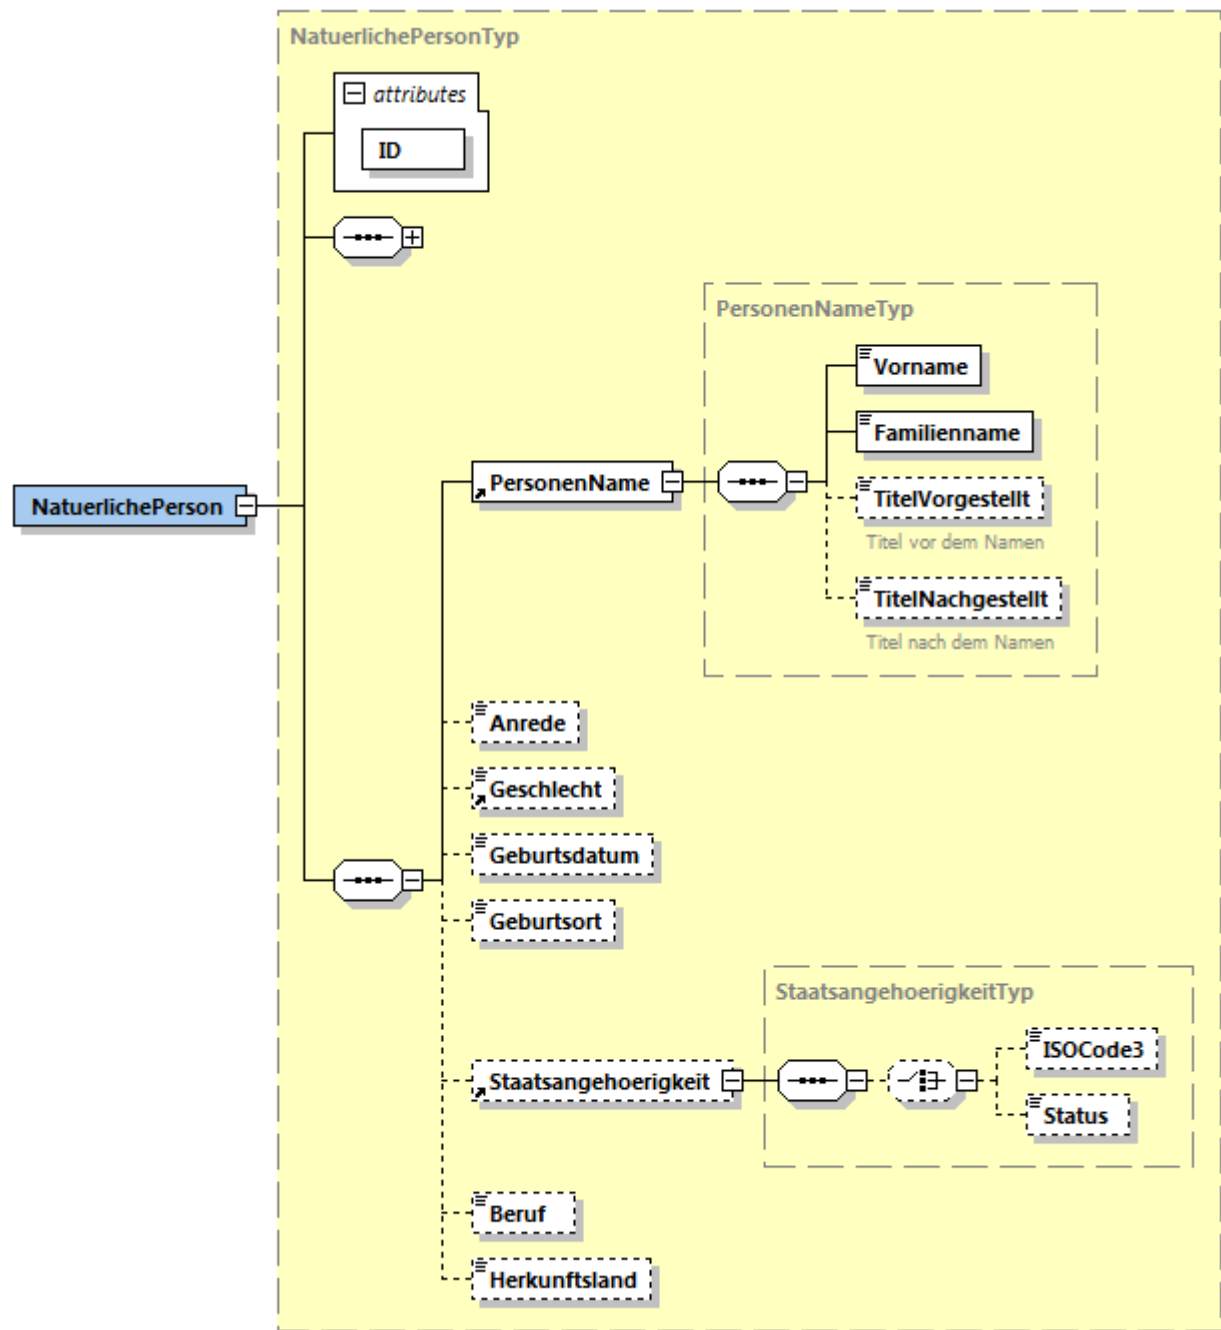 NatuerlichePersonTyp
attributes
ID
PersonenNameTyp
Vorname
Familienname
PersonenName
NatuerlichePerson
TitelVorgestellt
Titel vor dem Namen
TitelNachgestellt
Titel nach dem Namen
Anrede
Geschlecht
Geburtsdatum
Geburtsort
StaatsangehoerigkeitTyp
ISOCode3
Staatsangehoerigkeit
Status
Beruf
Herkunftsland